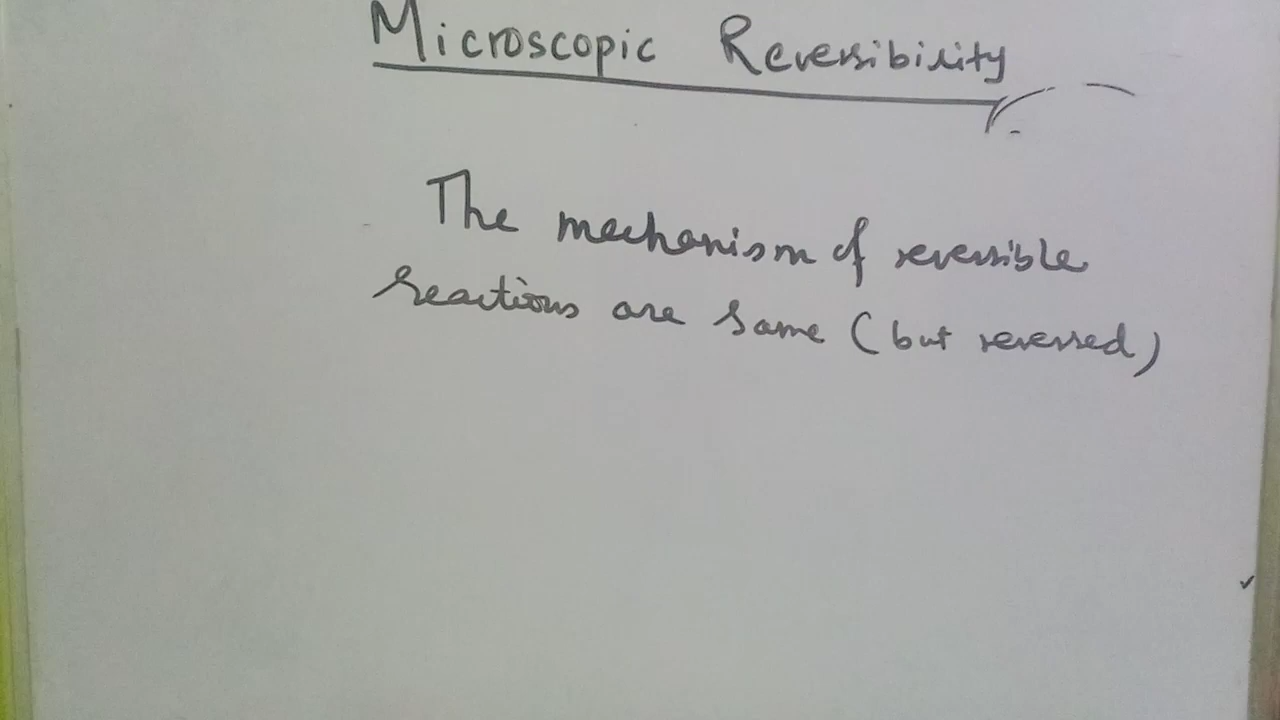 Microscopic Reversibility
The mechanism of reversible
reactions are same (but reversed)